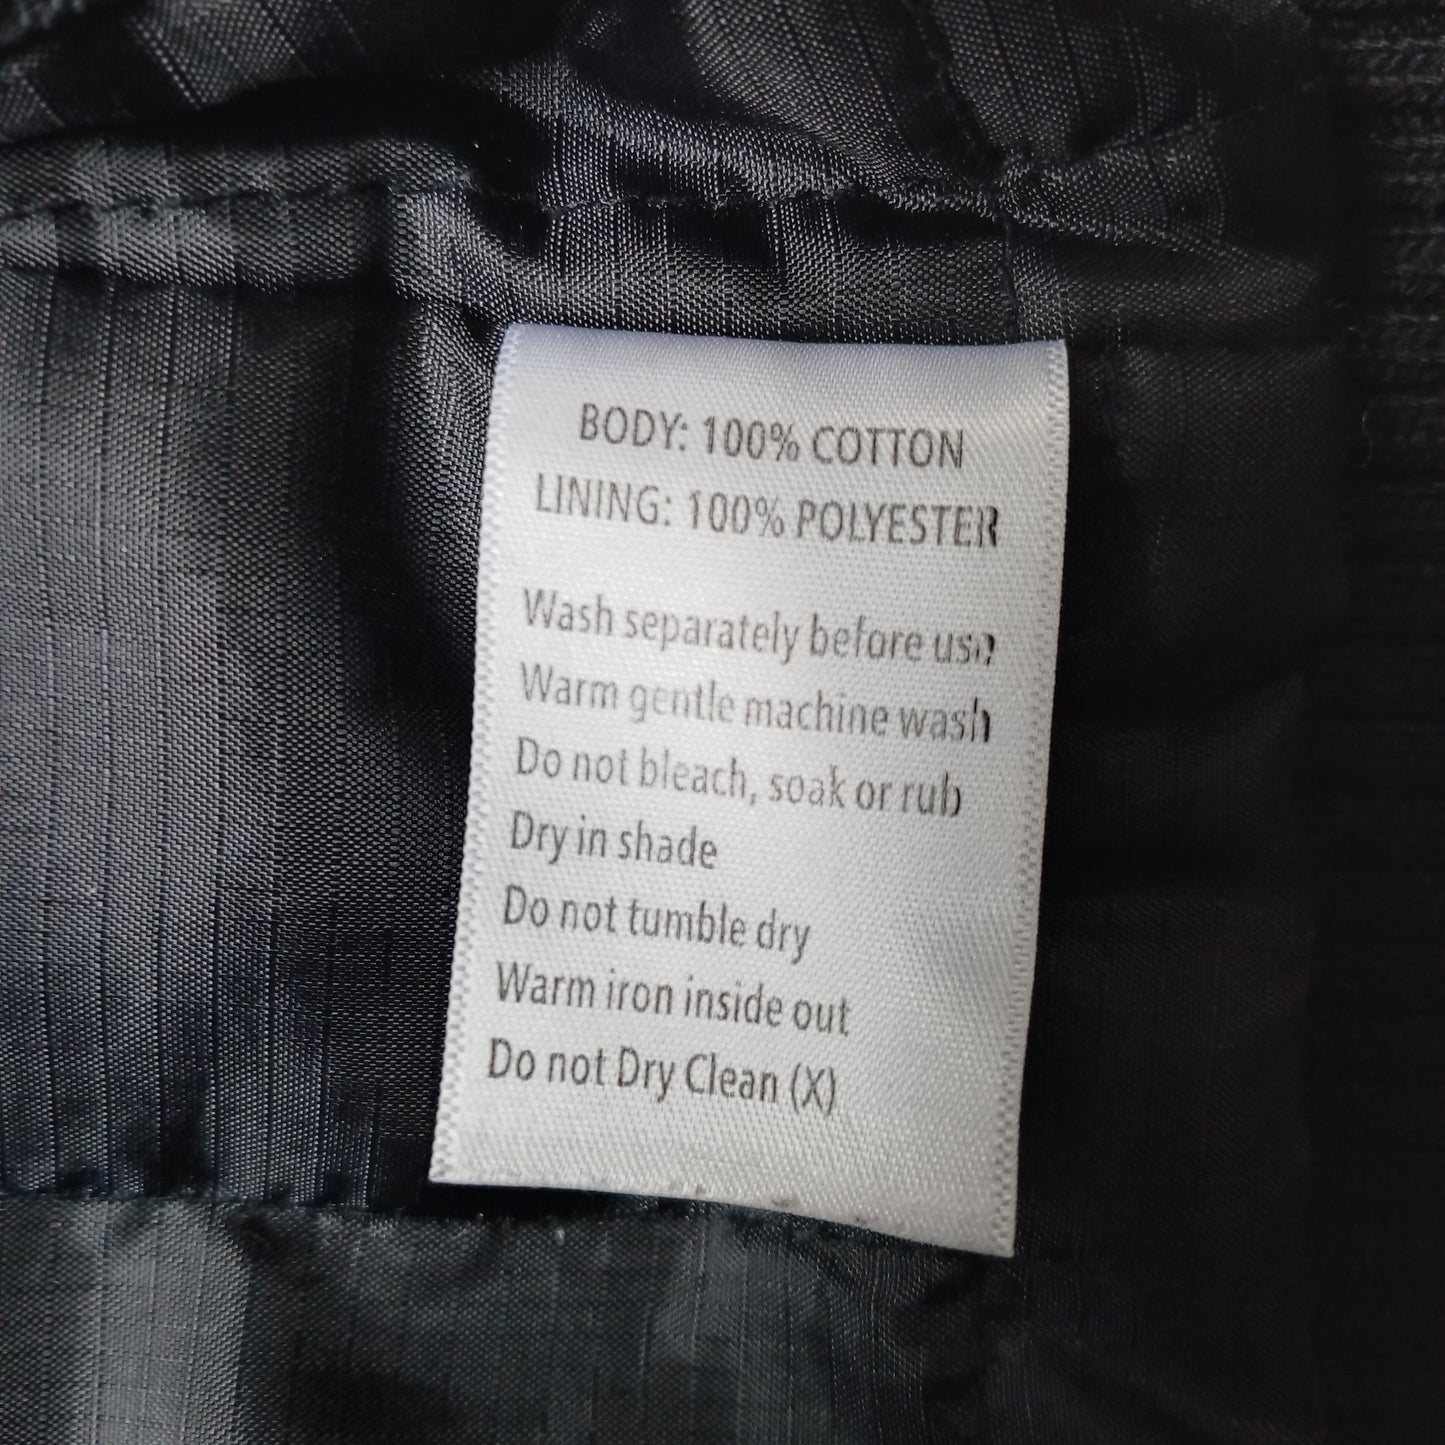 BODY: 100% COTTON
LINING: 100% POLYESTER
Wash separately before use
Warm gentle machine wash
Do not bleach, soak or rub
Dry in shade
Do not tumble dry
Warm iron inside out
Do not Dry Clean (X)